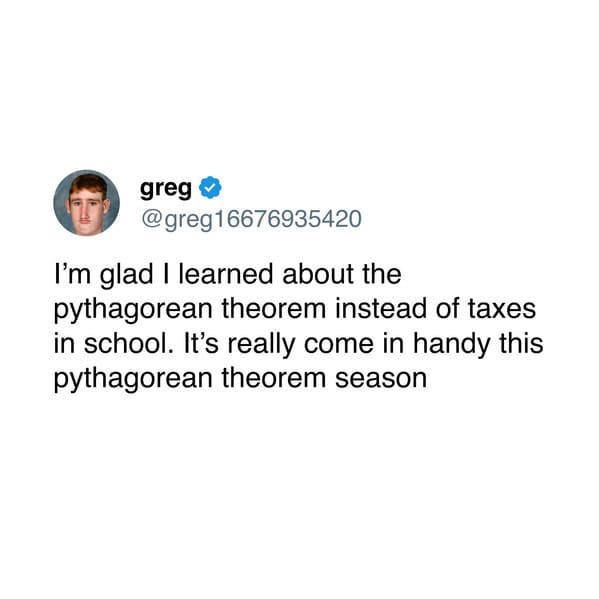 greg
@greg16676935420
I’m glad I learned about the
pythagorean theorem instead of taxes
in school. It’s really come in handy this
pythagorean theorem season